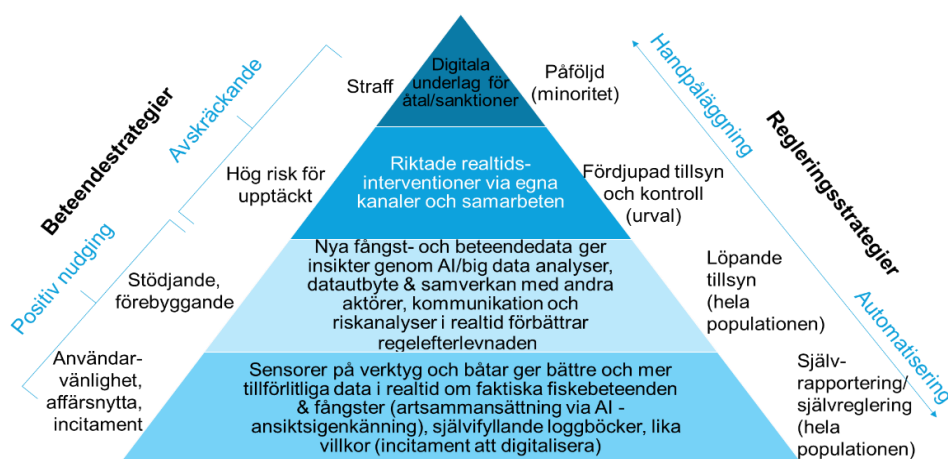 Beteendestrategier
Avskräckande
Positiv nudging
Straff
Digitala
underlag för
åtal/sanktioner
Påföljd
(minoritet)
Handpåläggning
Regleringsstrategier
Automatisering
Hög risk för
upptäckt
Riktade realtids-
interventioner via egna
kanaler och samarbeten
Fördjupad tillsyn
och kontroll
(urval)
Stödjande,
förebyggande
Nya fångst- och beteendedata ger
insikter genom AI/big data analyser,
datautbyte & samverkan med andra
aktörer, kommunikation och
riskanalyser i realtid förbättrar
regelefterlevnaden
Löpande
tillsyn
(hela
populationen)
Användar-
vänlighet,
affärsnytta,
incitament
Sensorer på verktyg och båtar ger bättre och mer
tillförlitliga data i realtid om faktiska fiskebeteenden
& fångster (artsammansättning via AI -
ansiktsigenkänning), självifyllande loggböcker, lika
villkor (incitament att digitalisera)
Själv-
rapportering/
självreglering
(hela
populationen)